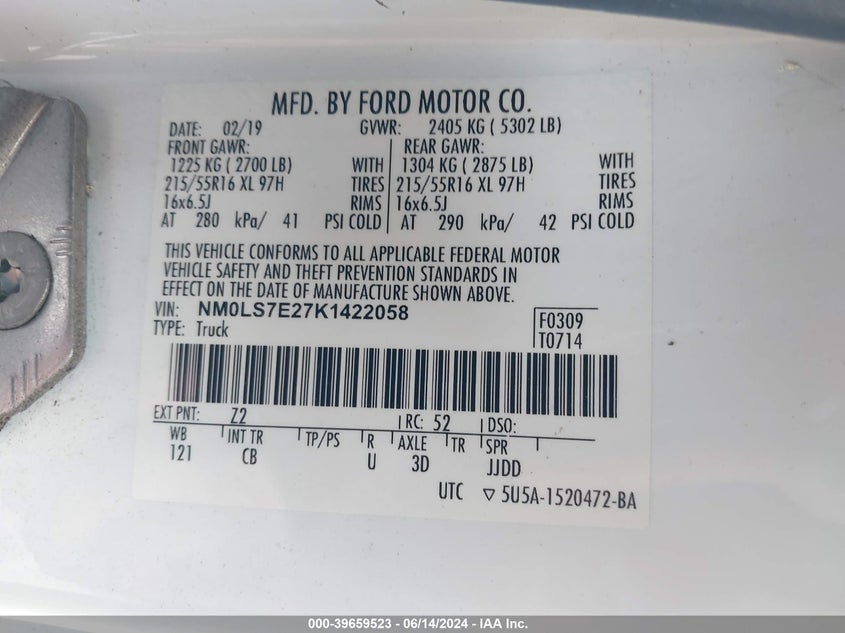 MFD. BY FORD MOTOR CO.
DATE: 02/19 GVWR: 2405 KG ( 5302 LB)
FRONT GAWR: REAR GAWR:
1225 KG ( 2700 LB) WITH 1304 KG ( 2875 LB) WITH
215/55R16 XL 97H TIRES 215/55R16 XL 97H TIRES
16x6.5J RIMS 16x6.5J RIMS
AT 280 kPa/ 41 PSI COLD AT 290 kPa/ 42 PSI COLD
THIS VEHICLE CONFORMS TO ALL APPLICABLE FEDERAL MOTOR
VEHICLE SAFETY AND THEFT PREVENTION STANDARDS IN
EFFECT ON THE DATE OF MANUFACTURE SHOWN ABOVE.
VIN: NM0LS7E27K1422058 F0309
TYPE: Truck T0714
EXT PNT: Z2 RC: 52 DSO:
WB INT TR TP/PS R AXLE TR SPR
121 CB U 3D JJDD
UTC ▽ 5U5A-1520472-BA
000-39659523 - 06/14/2024 - IAA Inc.